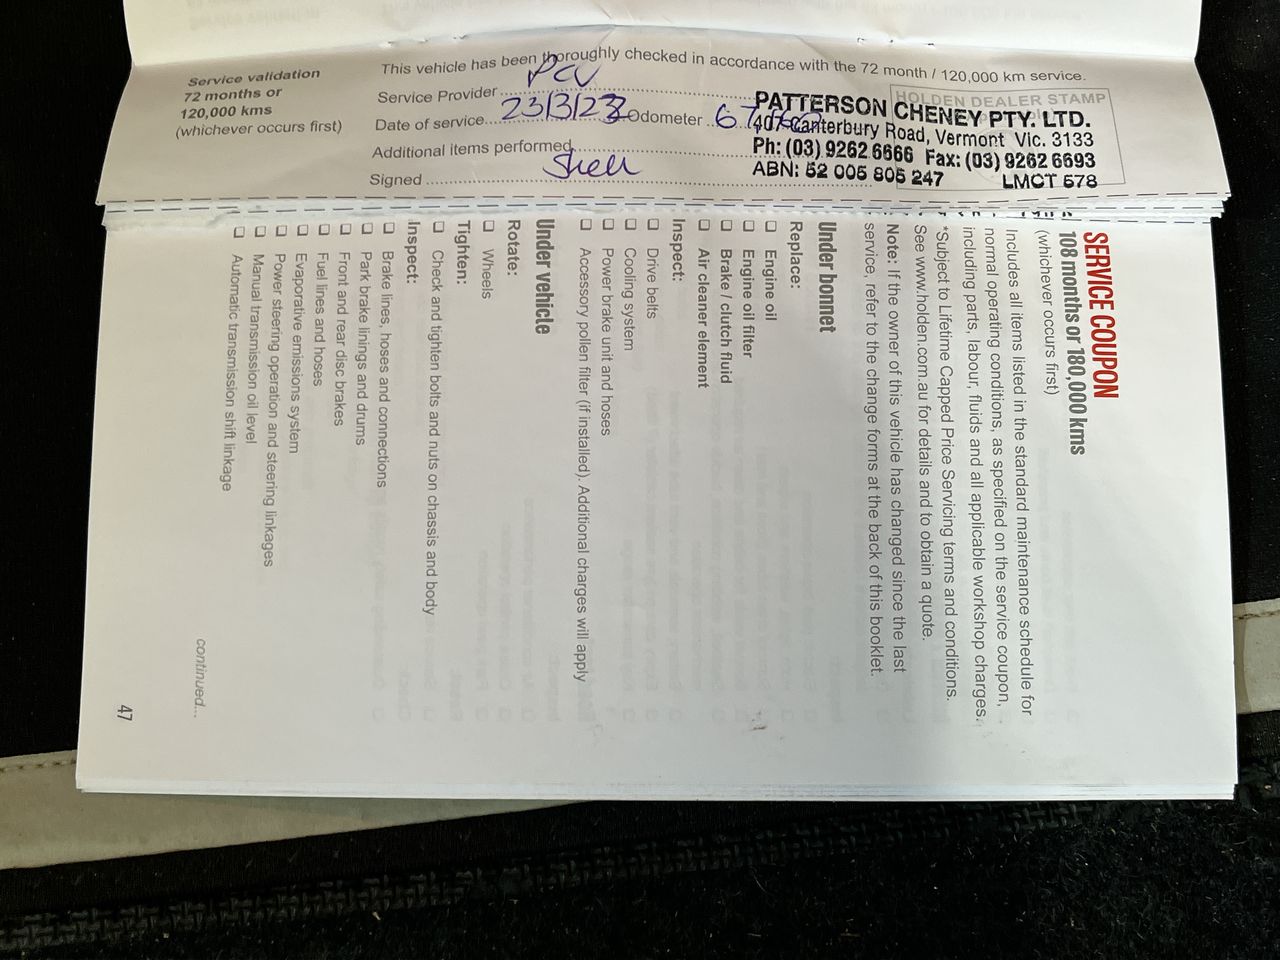 Service validation
72 months or
120,000 kms
(whichever occurs first)
This vehicle has been thoroughly checked in accordance with the 72 month / 120,000 km service.
Service Provider PCV
Date of service 23/3/23 Odometer
Additional items performed
Signed Shell
HOLDEN DEALER STAMP
PATTERSON CHENEY PTY. LTD.
407 Canterbury Road, Vermont Vic. 3133
Ph: (03) 9262 6666 Fax: (03) 9262 6693
ABN: 52 005 805 247 LMCT 578
SERVICE COUPON
108 months or 180,000 kms
(whichever occurs first)
Includes all items listed in the standard maintenance schedule for
normal operating conditions, as specified on the service coupon,
including parts, labour, fluids and all applicable workshop charges.
*Subject to Lifetime Capped Price Servicing terms and conditions.
See www.holden.com.au for details and to obtain a quote.
Note: If the owner of this vehicle has changed since the last
service, refer to the change forms at the back of this booklet.
Under bonnet
Replace:
❑ Engine oil
❑ Engine oil filter
❑ Brake / clutch fluid
❑ Air cleaner element
Inspect:
❑ Drive belts
❑ Cooling system
❑ Power brake unit and hoses
❑ Accessory pollen filter (if installed). Additional charges will apply
Under vehicle
Rotate:
❑ Wheels
Tighten:
❑ Check and tighten bolts and nuts on chassis and body
Inspect:
❑ Brake lines, hoses and connections
❑ Park brake linings and drums
❑ Front and rear disc brakes
❑ Fuel lines and hoses
❑ Evaporative emissions system
❑ Power steering operation and steering linkages
❑ Manual transmission oil level
❑ Automatic transmission shift linkage
continued...
47